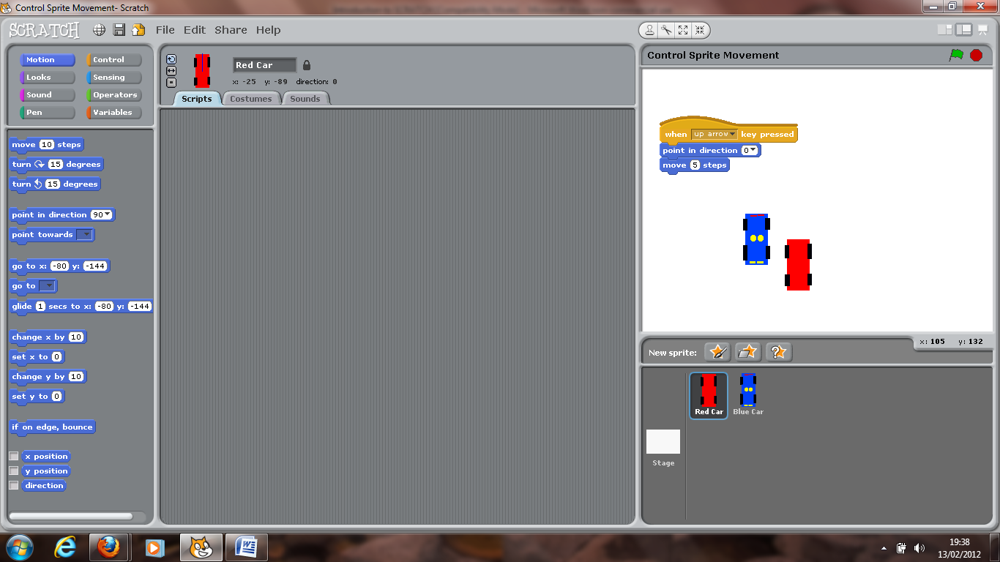 Control Sprite Movement- Scratch
SCRATCH File Edit Share Help
Motion Control
Looks Sensing
Sound Operators
Pen Variables
move 10 steps
turn 15 degrees
turn 15 degrees
point in direction 90
point towards
go to x: -80 y: -144
go to
glide 1 secs to x: -80 y: -144
change x by 10
set x to 0
change y by 10
set y to 0
if on edge, bounce
x position
y position
direction
Red Car
x: -25 y: -89 direction: 0
Scripts Costumes Sounds
Control Sprite Movement
when up arrow key pressed
point in direction 0
move 5 steps
x: 105 y: 132
New sprite:
Red Car Blue Car
Stage
19:38
13/02/2012